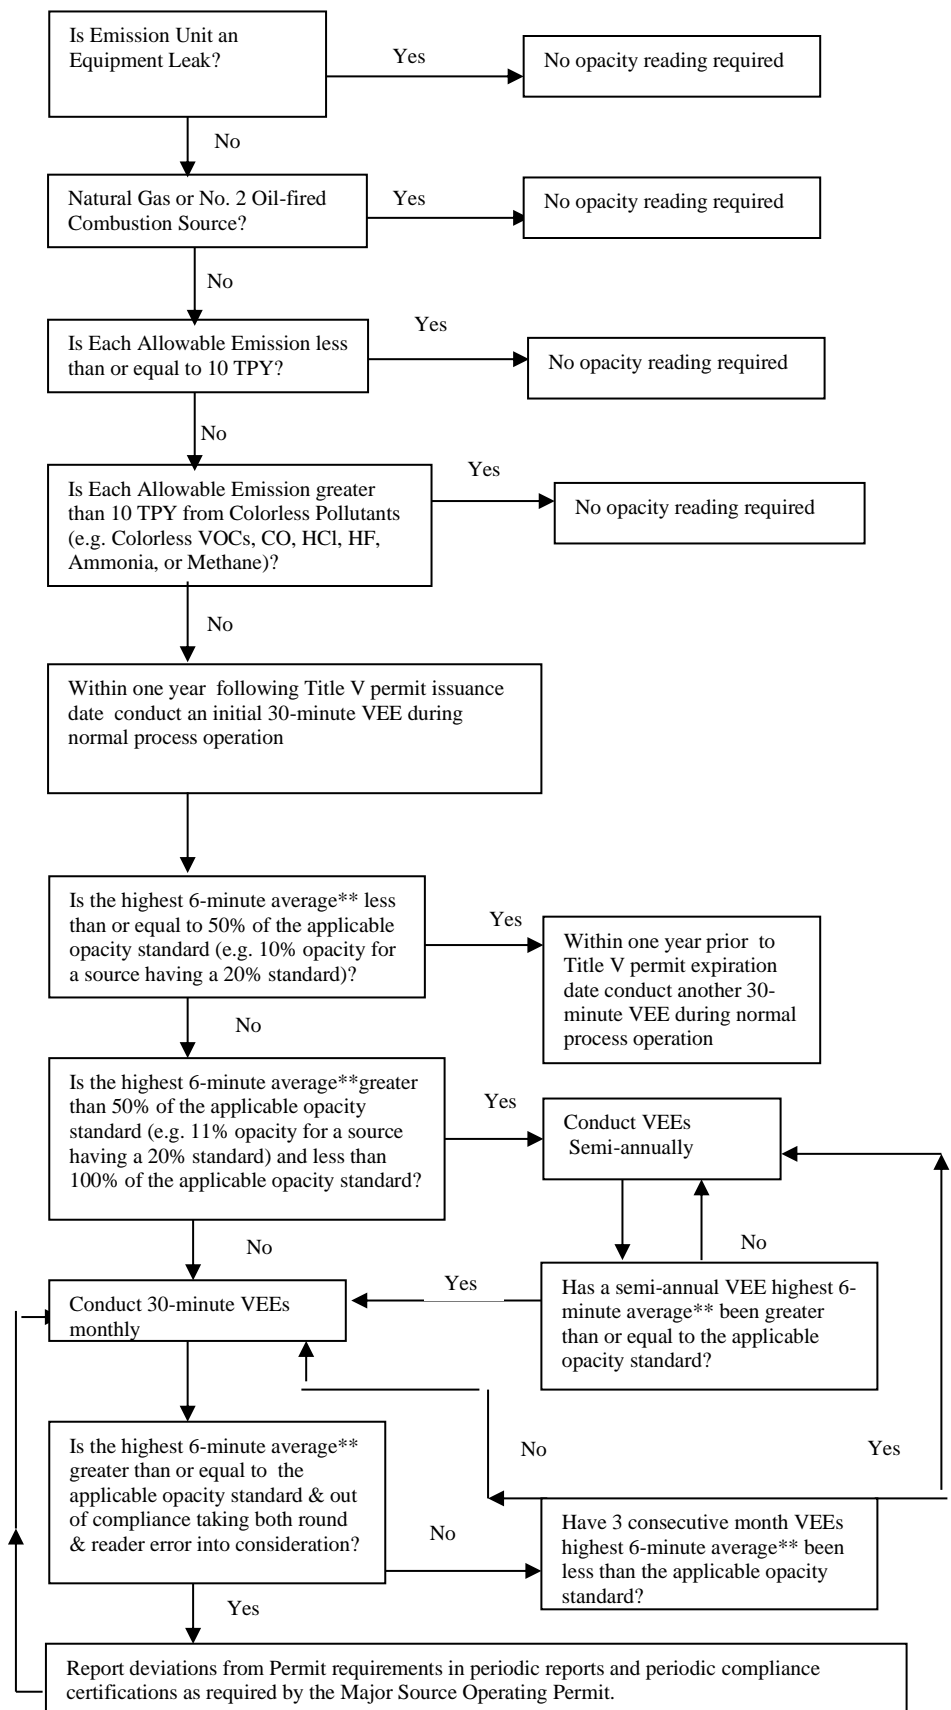 Is Emission Unit an
Equipment Leak?
Yes
No opacity reading required
No
Natural Gas or No. 2 Oil-fired
Combustion Source?
Yes
No opacity reading required
No
Is Each Allowable Emission less
than or equal to 10 TPY?
Yes
No opacity reading required
No
Is Each Allowable Emission greater
than 10 TPY from Colorless Pollutants
(e.g. Colorless VOCs, CO, HCl, HF,
Ammonia, or Methane)?
Yes
No opacity reading required
No
Within one year following Title V permit issuance
date conduct an initial 30-minute VEE during
normal process operation
Is the highest 6-minute average** less
than or equal to 50% of the applicable
opacity standard (e.g. 10% opacity for
a source having a 20% standard)?
Yes
Within one year prior to
Title V permit expiration
date conduct another 30-
minute VEE during normal
process operation
No
Is the highest 6-minute average**greater
than 50% of the applicable opacity
standard (e.g. 11% opacity for a source
having a 20% standard) and less than
100% of the applicable opacity standard?
Yes
Conduct VEEs
Semi-annually
No
No
Conduct 30-minute VEEs
monthly
Yes
Has a semi-annual VEE highest 6-
minute average** been greater
than or equal to the applicable
opacity standard?
Is the highest 6-minute average**
greater than or equal to the
applicable opacity standard & out
of compliance taking both round
& reader error into consideration?
No
No
Yes
Have 3 consecutive month VEEs
highest 6-minute average** been
less than the applicable opacity
standard?
Yes
Report deviations from Permit requirements in periodic reports and periodic compliance
certifications as required by the Major Source Operating Permit.